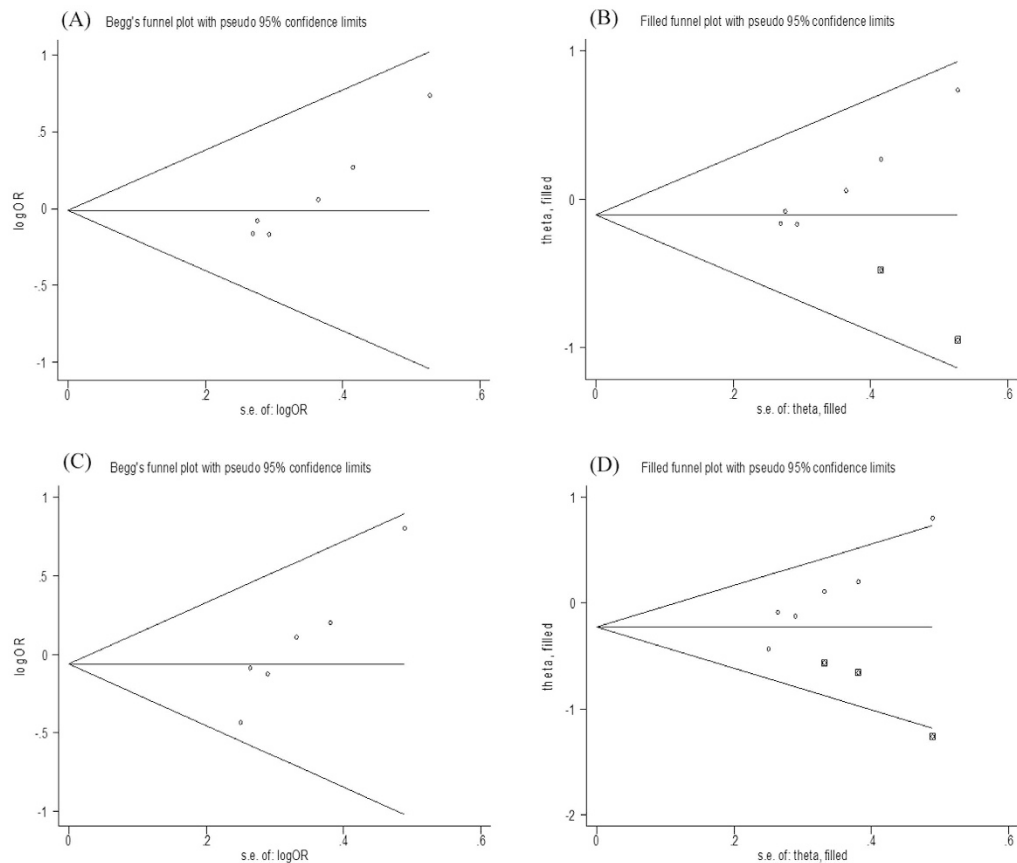 (A) Begg's funnel plot with pseudo 95% confidence limits
logOR
1
.5
0
-.5
-1
0 .2 .4 .6
s.e. of: logOR
(B) Filled funnel plot with pseudo 95% confidence limits
theta, filled
1
0
-1
0 .2 .4 .6
s.e. of: theta, filled
(C) Begg's funnel plot with pseudo 95% confidence limits
logOR
1
.5
0
-.5
-1
0 .2 .4 .6
s.e. of: logOR
(D) Filled funnel plot with pseudo 95% confidence limits
theta, filled
1
0
-1
-2
0 .2 .4 .6
s.e. of: theta, filled